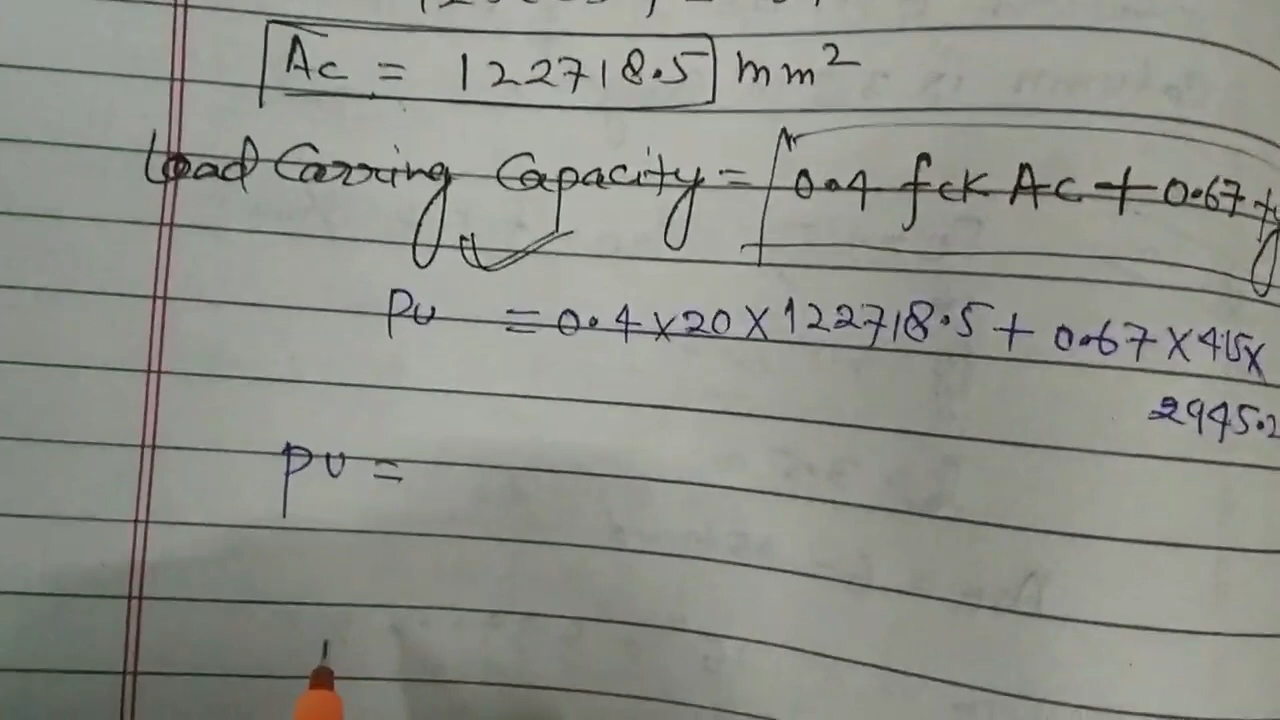 Ac = 122718.5 mm²
Load Carring Capacity = 0.4 fck Ac + 0.67 fy
Pu = 0.4 x 20 x 122718.5 + 0.67 x 415 x
2945.2
Pu =